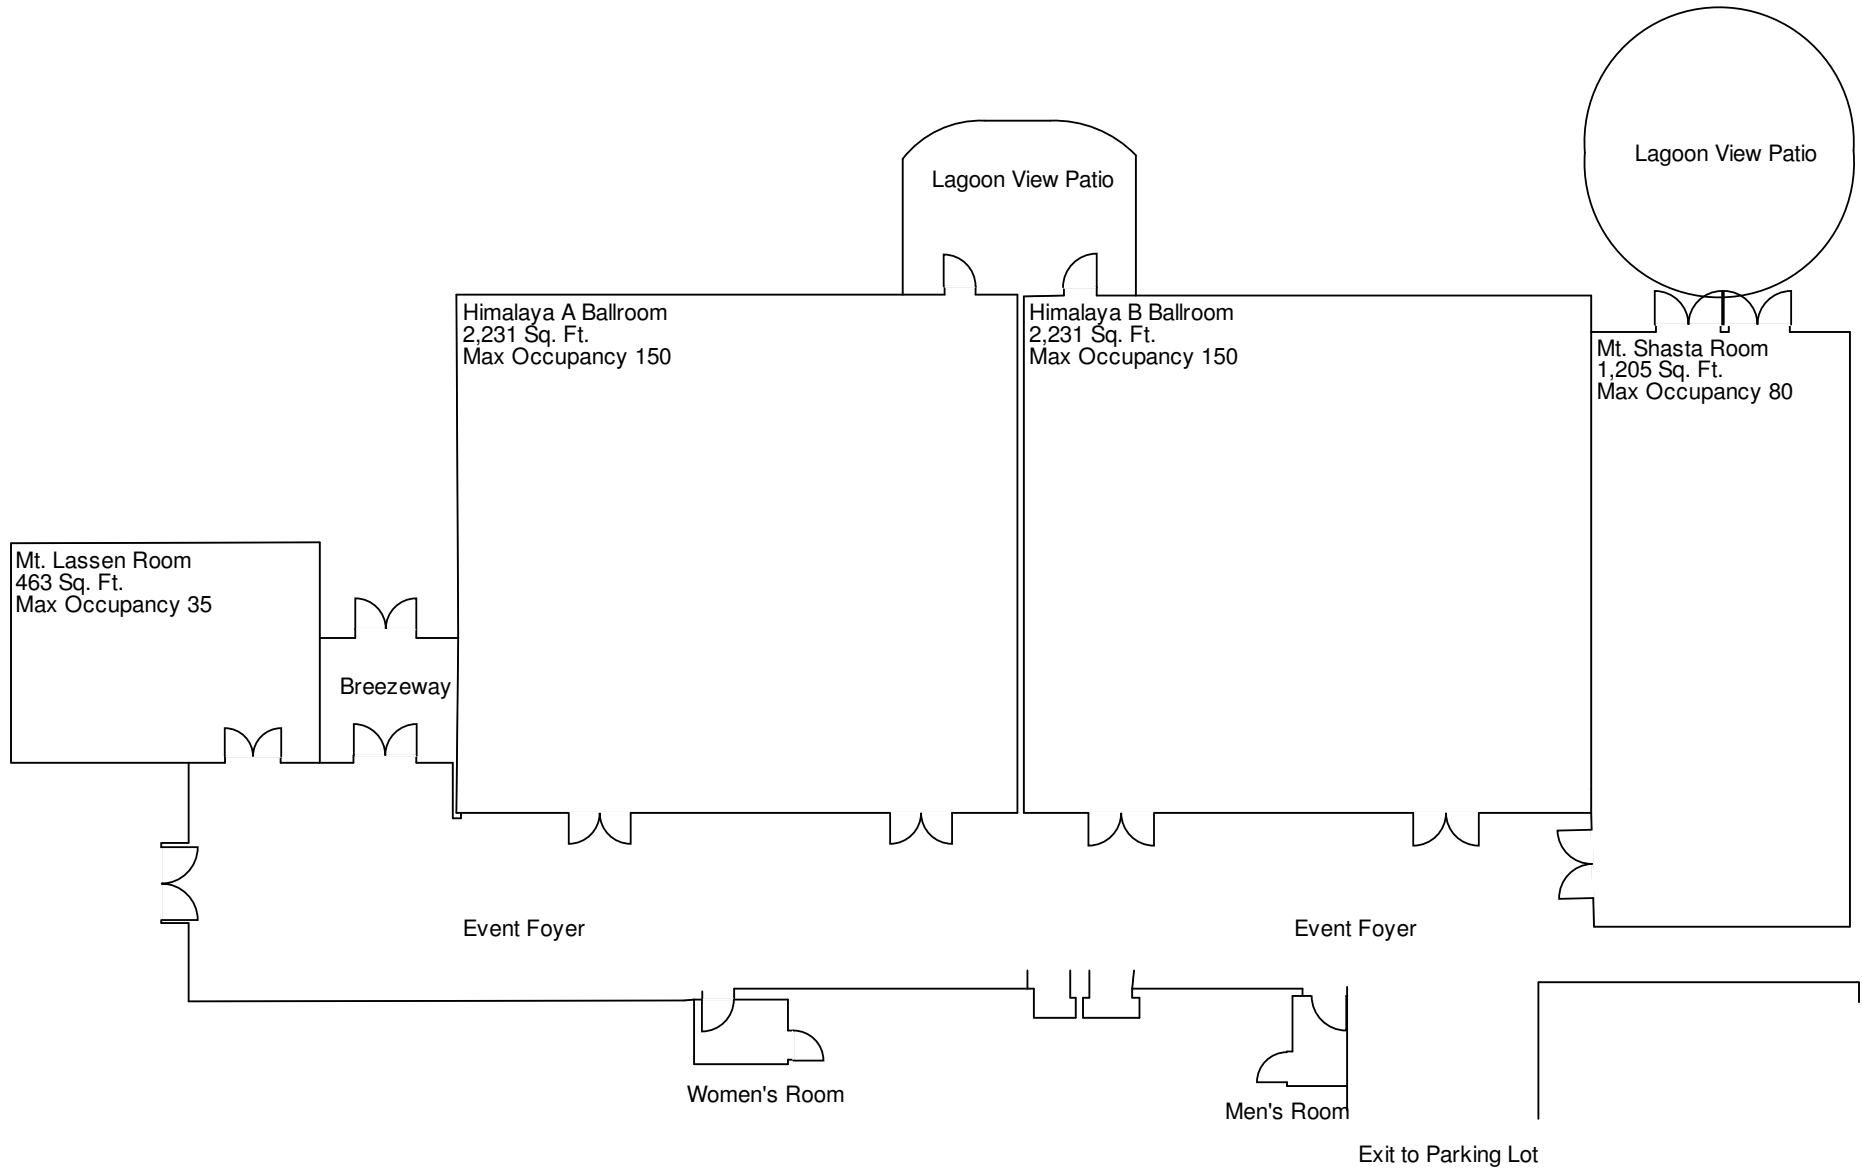 Lagoon View Patio
Lagoon View Patio
Himalaya A Ballroom
2,231 Sq. Ft.
Max Occupancy 150
Himalaya B Ballroom
2,231 Sq. Ft.
Max Occupancy 150
Mt. Shasta Room
1,205 Sq. Ft.
Max Occupancy 80
Mt. Lassen Room
463 Sq. Ft.
Max Occupancy 35
Breezeway
Event Foyer
Event Foyer
Women's Room
Men's Room
Exit to Parking Lot